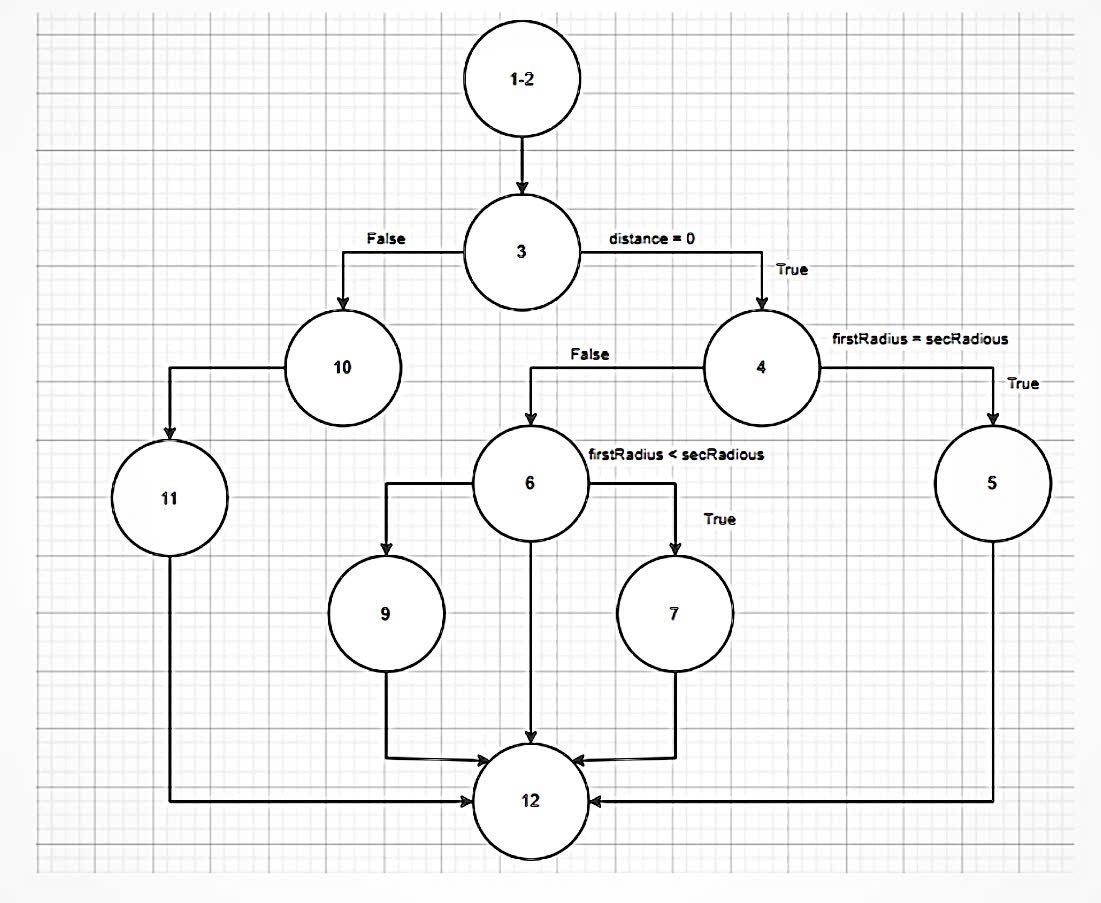 1-2
False
distance = 0
3
True
firstRadius = secRadious
False
10
4
True
firstRadius < secRadious
6
5
11
True
9
7
12